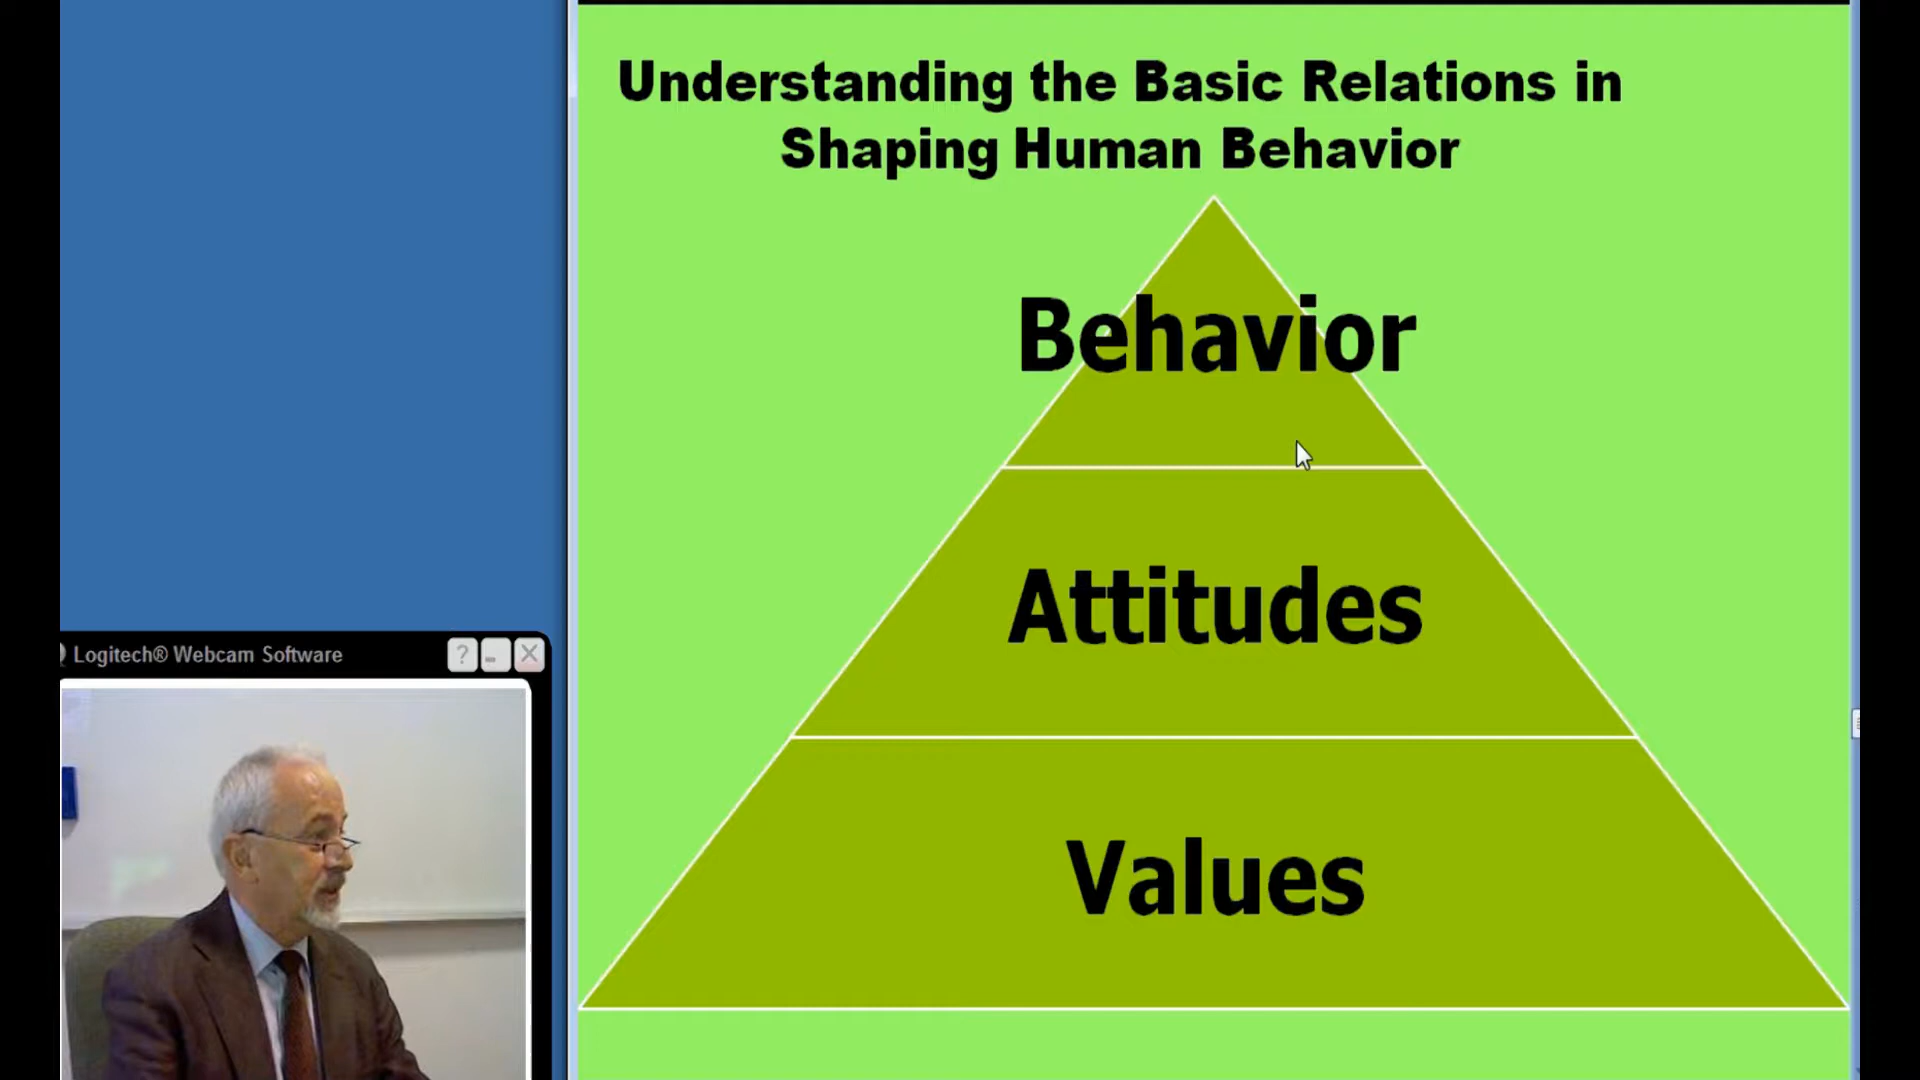 Understanding the Basic Relations in
Shaping Human Behavior
Behavior
Attitudes
Values
Logitech® Webcam Software
?